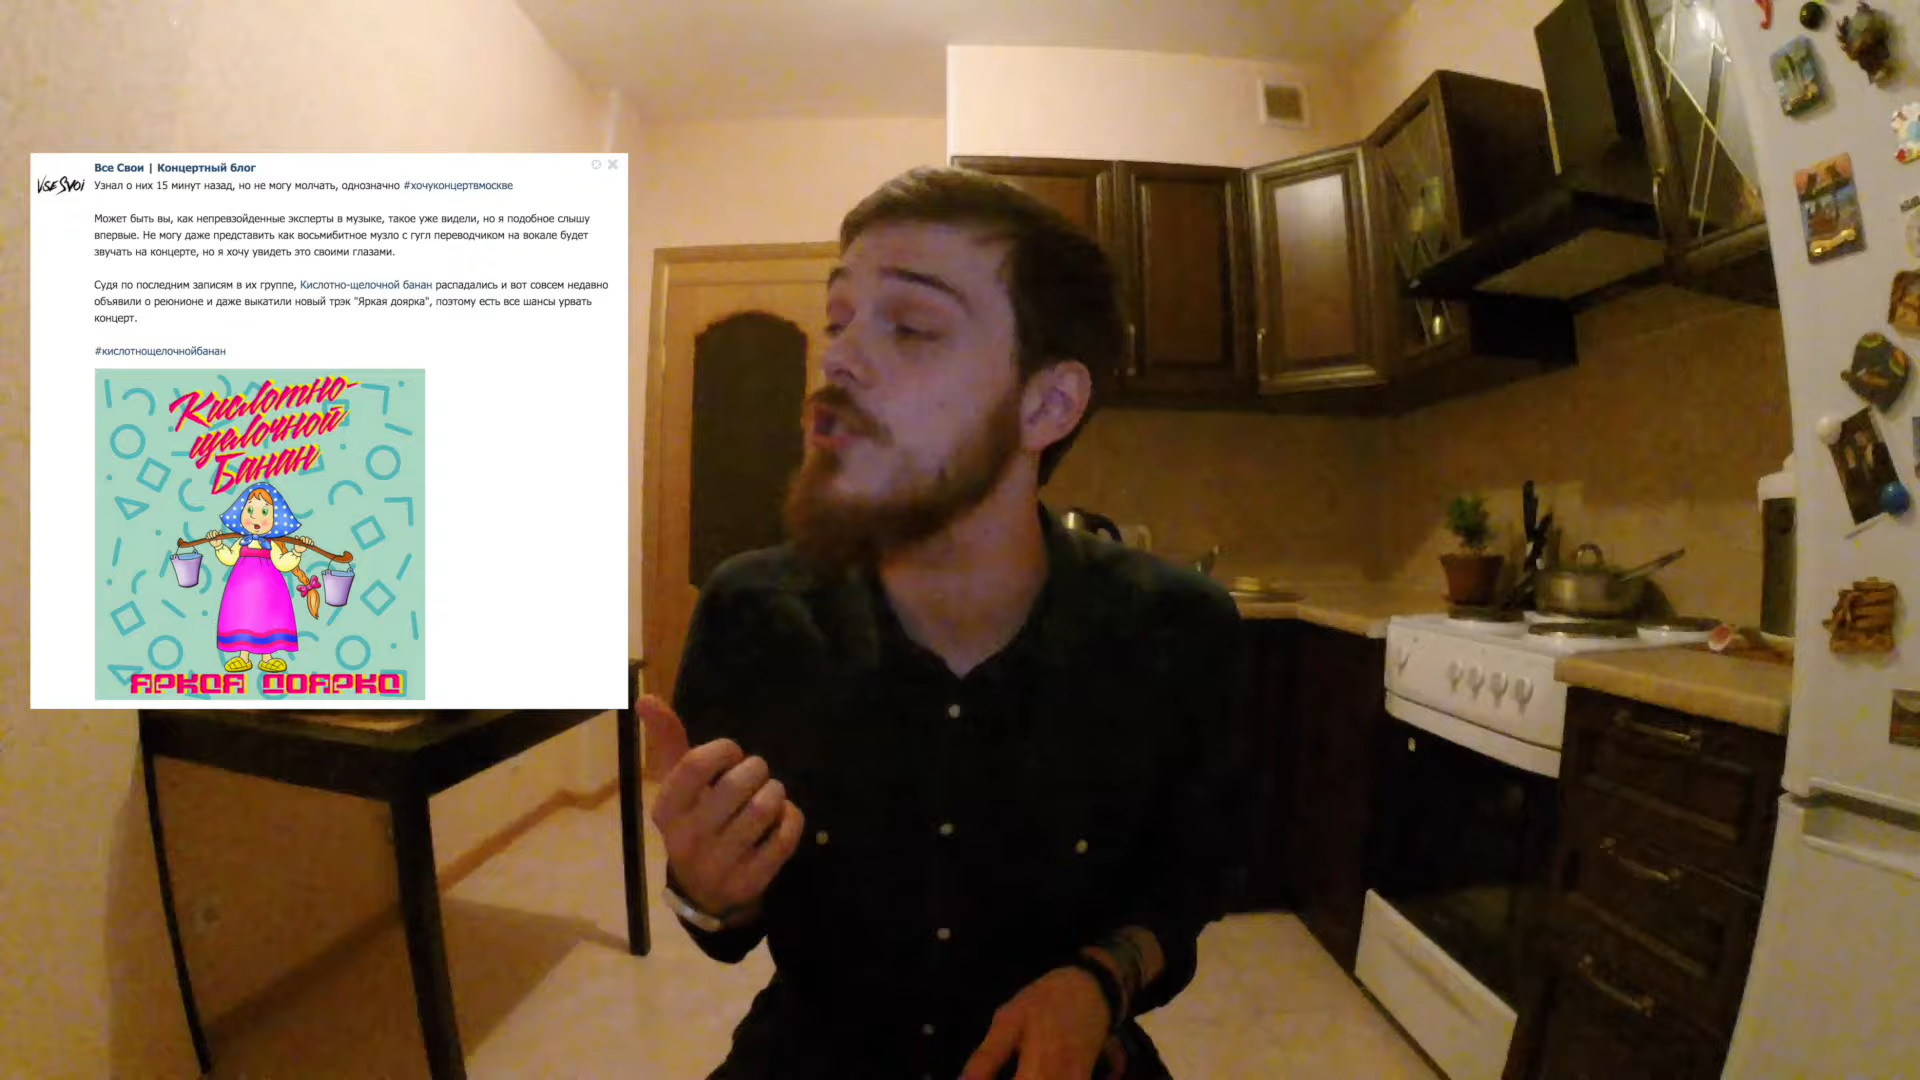 Все Свои | Концертный блог
VSE SVOI
Узнал о них 15 минут назад, но не могу молчать, однозначно #хочуконцертвмоскве
Может быть вы, как непревзойденные эксперты в музыке, такое уже видели, но я подобное слышу
впервые. Не могу даже представить как восьмибитное музло с гугл переводчиком на вокале будет
звучать на концерте, но я хочу увидеть это своими глазами.
Судя по последним записям в их группе, Кислотно-щелочной банан распадались и вот совсем недавно
объявили о реюнионе и даже выкатили новый трэк "Яркая доярка", поэтому есть все шансы урвать
концерт.
#кислотнощелочнойбанан
Кислотно-
щелочной
Банан
ЯРКАЯ ДОЯРКА